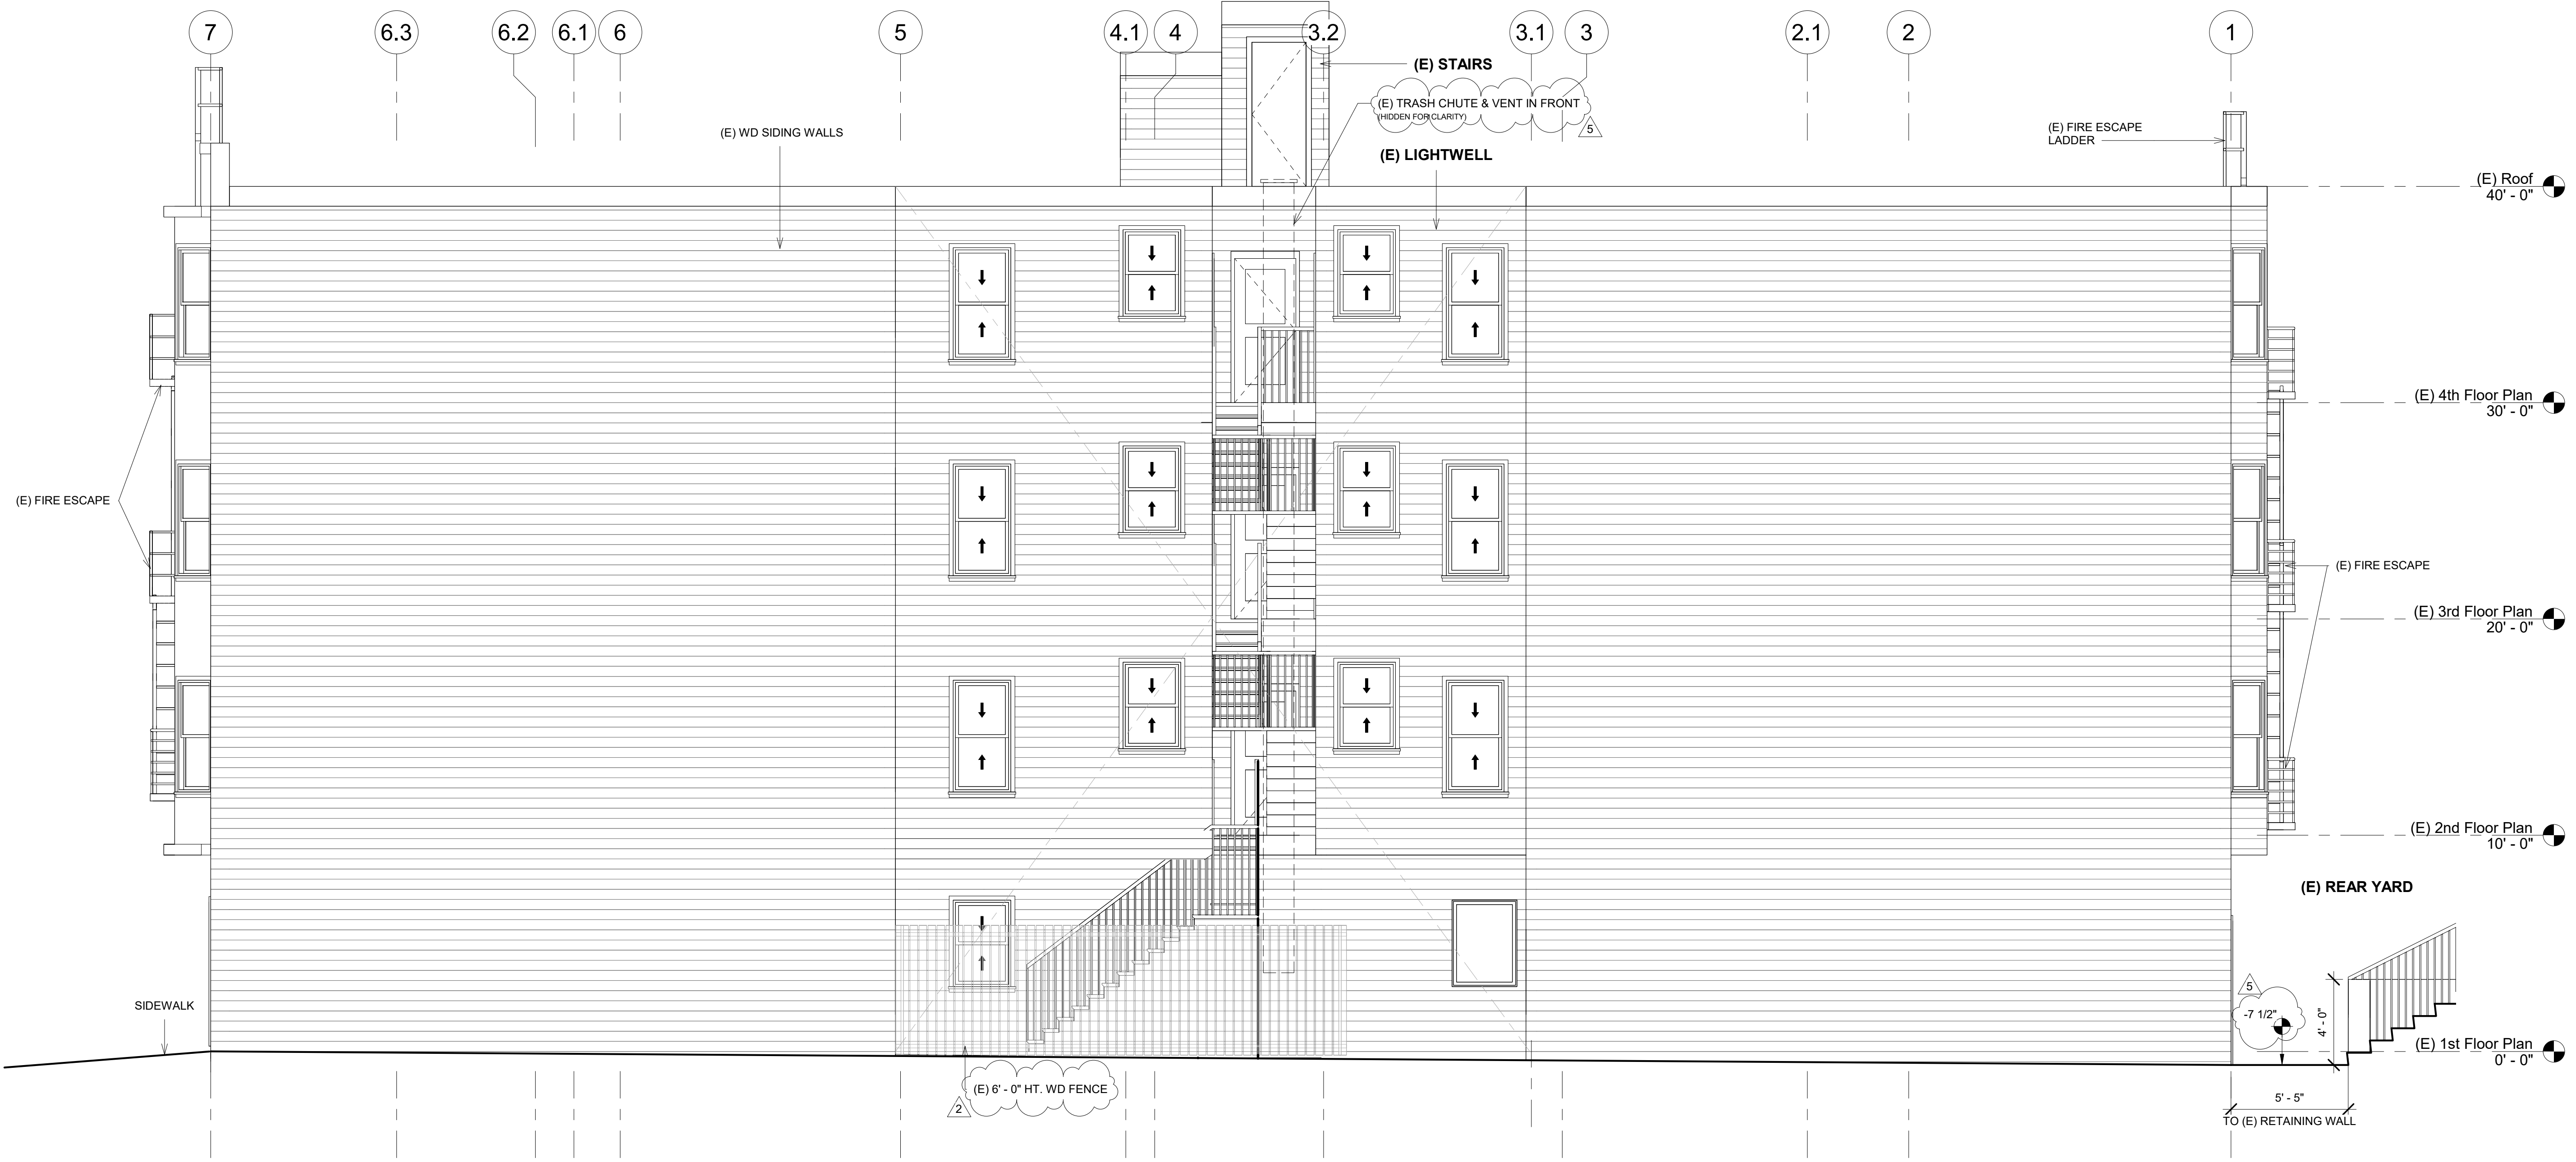 7
6.3
6.2
6.1
6
5
4.1
4
3.2
3.1
3
2.1
2
1
(E) STAIRS
(E) TRASH CHUTE & VENT IN FRONT
(HIDDEN FOR CLARITY)
5
(E) WD SIDING WALLS
(E) LIGHTWELL
(E) FIRE ESCAPE
LADDER
(E) Roof
40' - 0"
(E) 4th Floor Plan
30' - 0"
(E) FIRE ESCAPE
(E) FIRE ESCAPE
(E) 3rd Floor Plan
20' - 0"
(E) 2nd Floor Plan
10' - 0"
(E) REAR YARD
SIDEWALK
5
-7 1/2"
4' - 0"
(E) 1st Floor Plan
0' - 0"
(E) 6' - 0" HT. WD FENCE
2
5' - 5"
TO (E) RETAINING WALL